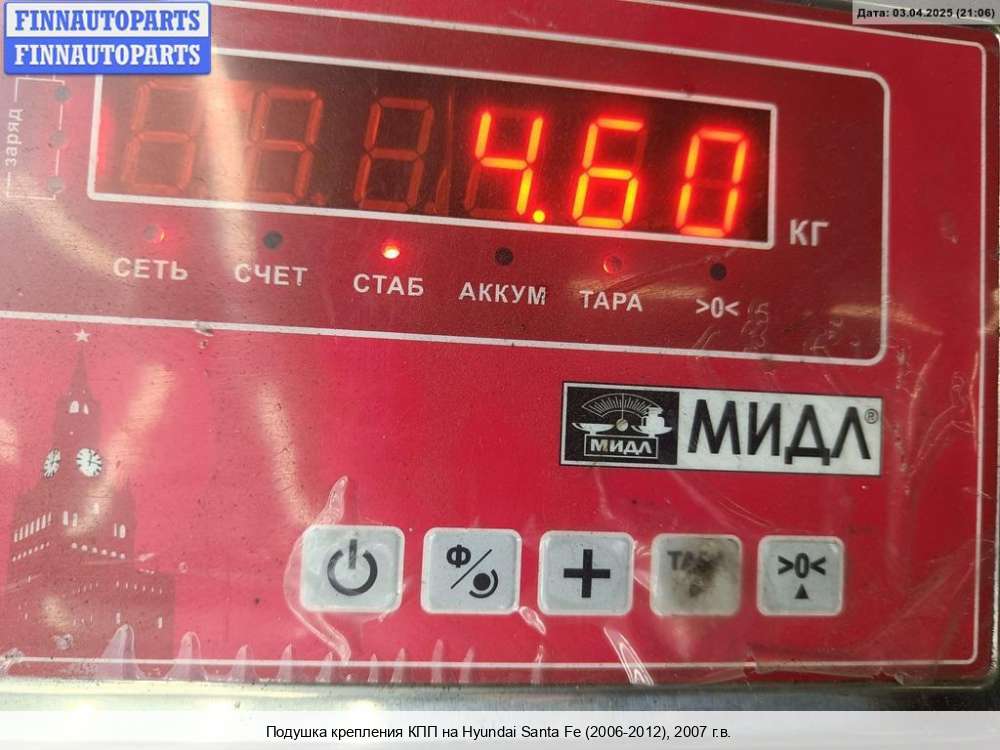 FINNAUTOPARTS
FINNAUTOPARTS
Дата: 03.04.2025 (21:06)
заряд
4.60
КГ
СЕТЬ СЧЕТ СТАБ АККУМ ТАРА >0<
МИДЛ
МИДЛ®
Ф
ТАРА
>0<
Подушка крепления КПП на Hyundai Santa Fe (2006-2012), 2007 г.в.